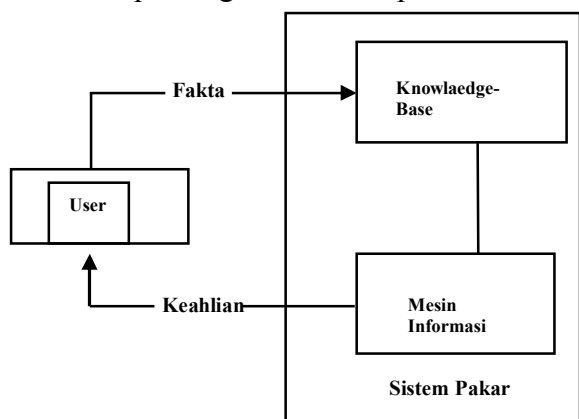 Fakta
Knowlaedge-
Base
User
Keahlian
Mesin
Informasi
Sistem Pakar